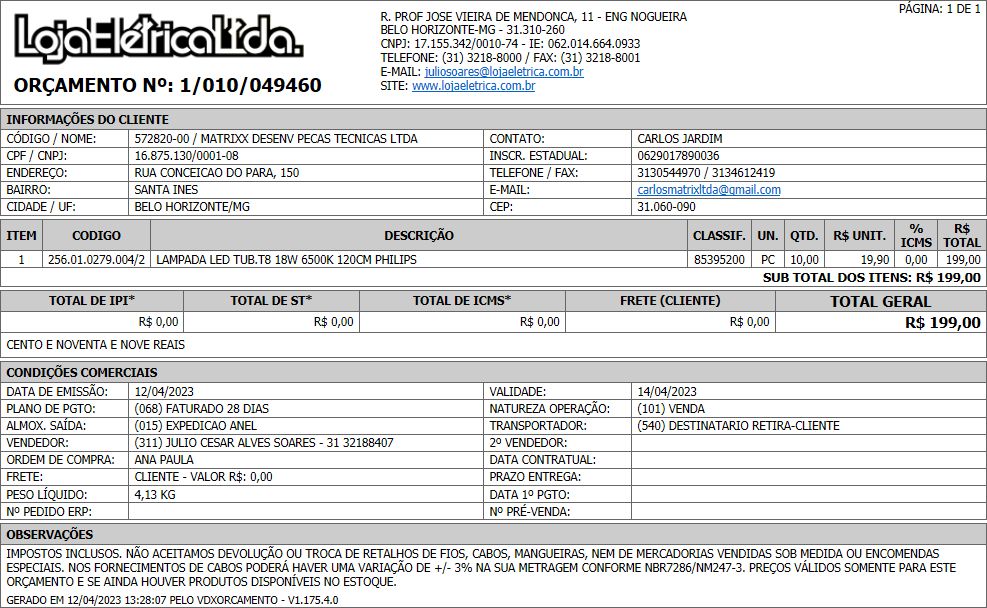 PÁGINA: 1 DE 1
LojaElétricaLtda.
ORÇAMENTO Nº: 1/010/049460
R. PROF JOSE VIEIRA DE MENDONCA, 11 - ENG NOGUEIRA
BELO HORIZONTE-MG - 31.310-260
CNPJ: 17.155.342/0010-74 - IE: 062.014.664.0933
TELEFONE: (31) 3218-8000 / FAX: (31) 3218-8001
E-MAIL: juliosoares@lojaeletrica.com.br
SITE: www.lojaeletrica.com.br
INFORMAÇÕES DO CLIENTE
CÓDIGO / NOME: 572820-00 / MATRIXX DESENV PECAS TECNICAS LTDA CONTATO: CARLOS JARDIM
CPF / CNPJ: 16.875.130/0001-08 INSCR. ESTADUAL: 0629017890036
ENDEREÇO: RUA CONCEICAO DO PARA, 150 TELEFONE / FAX: 3130544970 / 3134612419
BAIRRO: SANTA INES E-MAIL: carlosmatrixltda@gmail.com
CIDADE / UF: BELO HORIZONTE/MG CEP: 31.060-090
ITEM CODIGO DESCRIÇÃO CLASSIF. UN. QTD. R$ UNIT. % ICMS R$ TOTAL
1 256.01.0279.004/2 LAMPADA LED TUB.T8 18W 6500K 120CM PHILIPS 85395200 PC 10,00 19,90 0,00 199,00
SUB TOTAL DOS ITENS: R$ 199,00
TOTAL DE IPI* TOTAL DE ST* TOTAL DE ICMS* FRETE (CLIENTE) TOTAL GERAL
R$ 0,00 R$ 0,00 R$ 0,00 R$ 0,00 R$ 199,00
CENTO E NOVENTA E NOVE REAIS
CONDIÇÕES COMERCIAIS
DATA DE EMISSÃO: 12/04/2023 VALIDADE: 14/04/2023
PLANO DE PGTO: (068) FATURADO 28 DIAS NATUREZA OPERAÇÃO: (101) VENDA
ALMOX. SAÍDA: (015) EXPEDICAO ANEL TRANSPORTADOR: (540) DESTINATARIO RETIRA-CLIENTE
VENDEDOR: (311) JULIO CESAR ALVES SOARES - 31 32188407 2º VENDEDOR:
ORDEM DE COMPRA: ANA PAULA DATA CONTRATUAL:
FRETE: CLIENTE - VALOR R$: 0,00 PRAZO ENTREGA:
PESO LÍQUIDO: 4,13 KG DATA 1º PGTO:
Nº PEDIDO ERP: Nº PRÉ-VENDA:
OBSERVAÇÕES
IMPOSTOS INCLUSOS. NÃO ACEITAMOS DEVOLUÇÃO OU TROCA DE RETALHOS DE FIOS, CABOS, MANGUEIRAS, NEM DE MERCADORIAS VENDIDAS SOB MEDIDA OU ENCOMENDAS
ESPECIAIS. NOS FORNECIMENTOS DE CABOS PODERÁ HAVER UMA VARIAÇÃO DE +/- 3% NA SUA METRAGEM CONFORME NBR7286/NM247-3. PREÇOS VÁLIDOS SOMENTE PARA ESTE
ORÇAMENTO E SE AINDA HOUVER PRODUTOS DISPONÍVEIS NO ESTOQUE.
GERADO EM 12/04/2023 13:28:07 PELO VDXORCAMENTO - V1.175.4.0